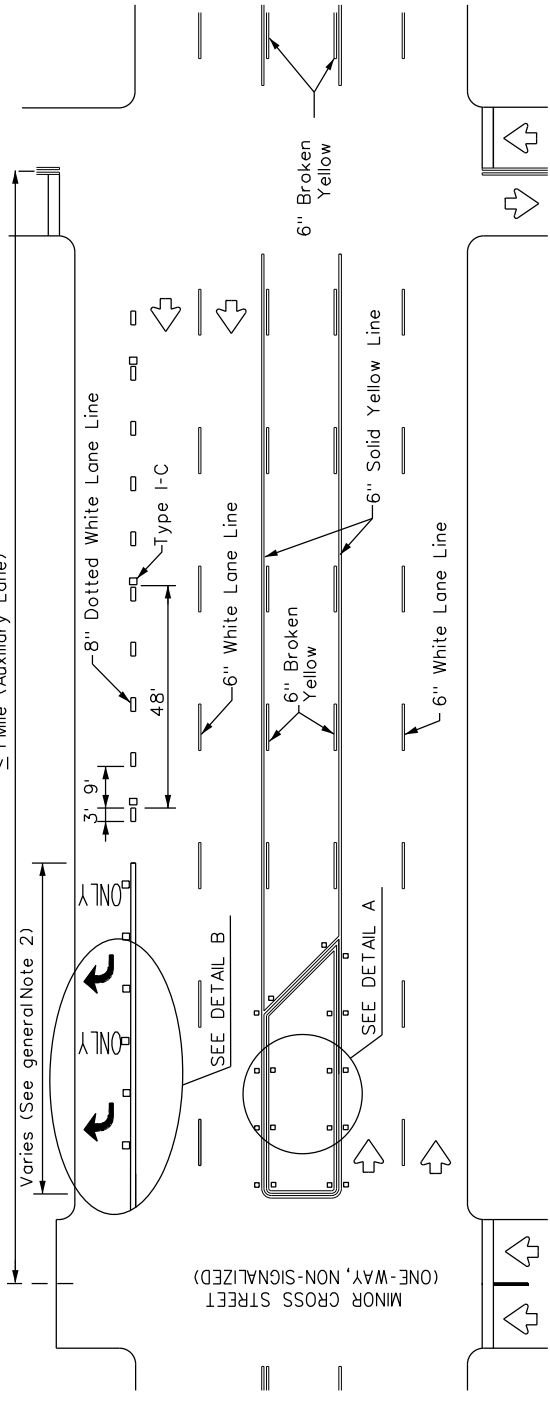 ≤ 1 Mile (Auxiliary Lane)
Varies (See general Note 2)
ONLY
ONLY
3'
9'
48'
8" Dotted White Lane Line
Type I-C
6" White Lane Line
SEE DETAIL B
6" Broken
Yellow
6" Broken
Yellow
6" Solid Yellow Line
SEE DETAIL A
6" White Lane Line
MINOR CROSS STREET
(ONE-WAY, NON-SIGNALIZED)